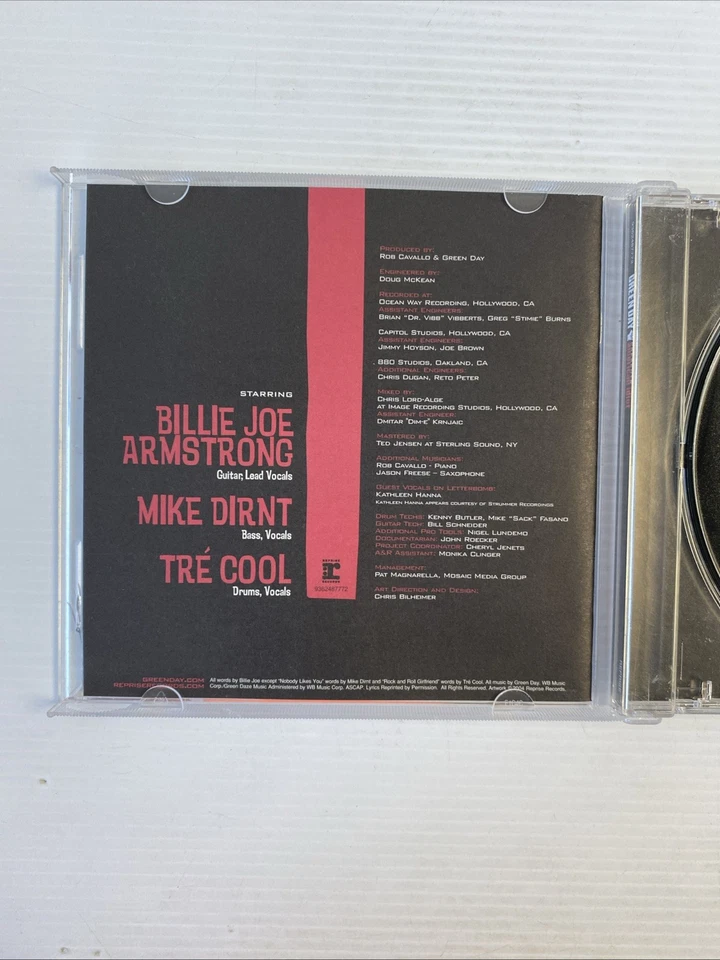 STARRING
BILLIE JOE
ARMSTRONG
Guitar, Lead Vocals
MIKE DIRNT
Bass, Vocals
TRÉ COOL
Drums, Vocals
REPRISE
r
RECORDS
9362487772
PRODUCED BY:
ROB CAVALLO & GREEN DAY
ENGINEERED BY:
DOUG MCKEAN
RECORDED AT:
OCEAN WAY RECORDING, HOLLYWOOD, CA
ASSISTANT ENGINEERS:
BRIAN "DR. VIBB" VIBBERTS, GREG "STIMIE" BURNS
CAPITOL STUDIOS, HOLLYWOOD, CA
ASSISTANT ENGINEERS:
JIMMY HOYSON, JOE BROWN
880 STUDIOS, OAKLAND, CA
ADDITIONAL ENGINEERS:
CHRIS DUGAN, RETO PETER
MIXED BY:
CHRIS LORD-ALGE
AT IMAGE RECORDING STUDIOS, HOLLYWOOD, CA
ASSISTANT ENGINEER:
DMITAR "DIM-E" KRNJAIC
MASTERED BY:
TED JENSEN AT STERLING SOUND, NY
ADDITIONAL MUSICIANS:
ROB CAVALLO - PIANO
JASON FREESE – SAXOPHONE
GUEST VOCALS ON LETTERBOMB:
KATHLEEN HANNA
KATHLEEN HANNA APPEARS COURTESY OF STRUMMER RECORDINGS
DRUM TECHS: KENNY BUTLER, MIKE "SACK" FASANO
GUITAR TECH: BILL SCHNEIDER
ADDITIONAL PRO TOOLS: NIGEL LUNDEMO
DOCUMENTARIAN: JOHN ROECKER
PROJECT COORDINATOR: CHERYL JENETS
A&R ASSISTANT: MONIKA CLINGER
MANAGEMENT:
PAT MAGNARELLA, MOSAIC MEDIA GROUP
ART DIRECTION AND DESIGN:
CHRIS BILHEIMER
GREENDAY.COM
REPRISERECORDS.COM
All words by Billie Joe except "Nobody Likes You" words by Mike Dirnt and "Rock and Roll Girlfriend" words by Tré Cool. All music by Green Day. WB Music
Corp./Green Daze Music Administered by WB Music Corp. ASCAP. Lyrics Reprinted by Permission. All Rights Reserved. Artwork ©2004 Reprise Records.